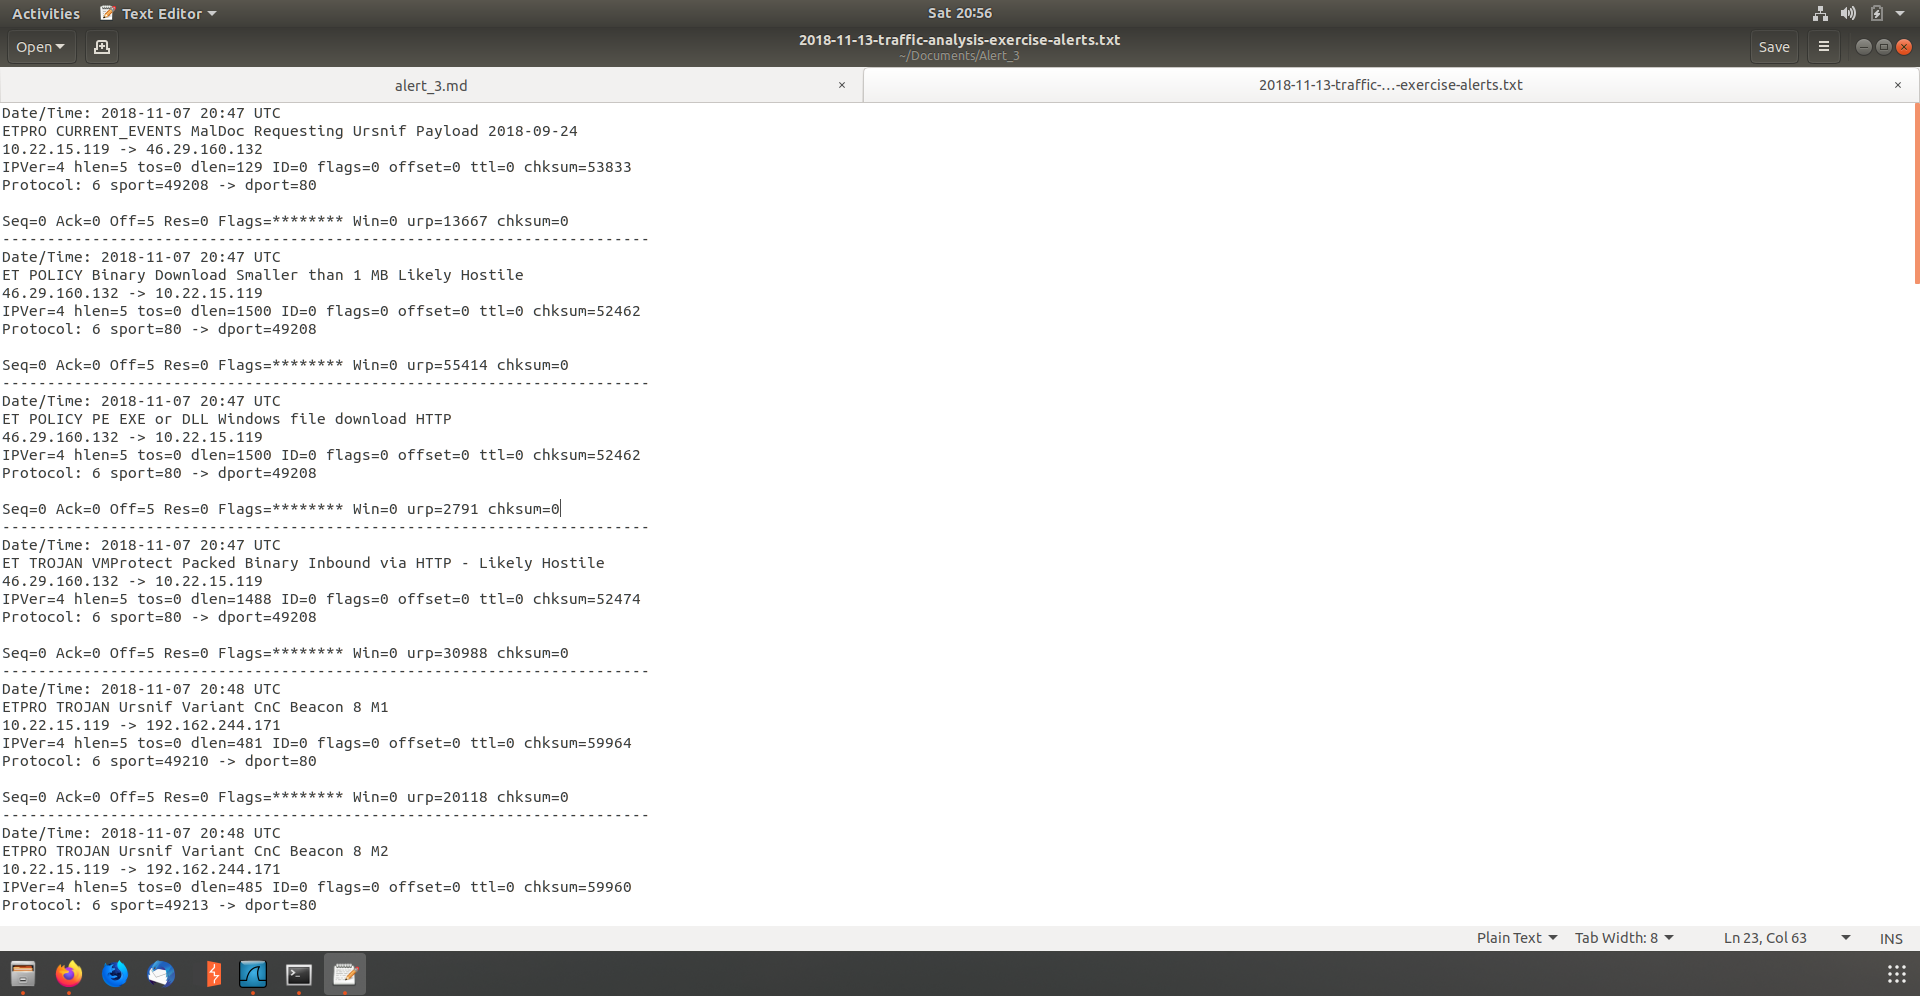 Activities
Text Editor
Sat 20:56
Open
2018-11-13-traffic-analysis-exercise-alerts.txt
~/Documents/Alert_3
Save
alert_3.md
2018-11-13-traffic-…-exercise-alerts.txt
Date/Time: 2018-11-07 20:47 UTC
ETPRO CURRENT_EVENTS MalDoc Requesting Ursnif Payload 2018-09-24
10.22.15.119 -> 46.29.160.132
IPVer=4 hlen=5 tos=0 dlen=129 ID=0 flags=0 offset=0 ttl=0 chksum=53833
Protocol: 6 sport=49208 -> dport=80
Seq=0 Ack=0 Off=5 Res=0 Flags=******** Win=0 urp=13667 chksum=0
------------------------------------------------------------------------
Date/Time: 2018-11-07 20:47 UTC
ET POLICY Binary Download Smaller than 1 MB Likely Hostile
46.29.160.132 -> 10.22.15.119
IPVer=4 hlen=5 tos=0 dlen=1500 ID=0 flags=0 offset=0 ttl=0 chksum=52462
Protocol: 6 sport=80 -> dport=49208
Seq=0 Ack=0 Off=5 Res=0 Flags=******** Win=0 urp=55414 chksum=0
------------------------------------------------------------------------
Date/Time: 2018-11-07 20:47 UTC
ET POLICY PE EXE or DLL Windows file download HTTP
46.29.160.132 -> 10.22.15.119
IPVer=4 hlen=5 tos=0 dlen=1500 ID=0 flags=0 offset=0 ttl=0 chksum=52462
Protocol: 6 sport=80 -> dport=49208
Seq=0 Ack=0 Off=5 Res=0 Flags=******** Win=0 urp=2791 chksum=0
------------------------------------------------------------------------
Date/Time: 2018-11-07 20:47 UTC
ET TROJAN VMProtect Packed Binary Inbound via HTTP - Likely Hostile
46.29.160.132 -> 10.22.15.119
IPVer=4 hlen=5 tos=0 dlen=1488 ID=0 flags=0 offset=0 ttl=0 chksum=52474
Protocol: 6 sport=80 -> dport=49208
Seq=0 Ack=0 Off=5 Res=0 Flags=******** Win=0 urp=30988 chksum=0
------------------------------------------------------------------------
Date/Time: 2018-11-07 20:48 UTC
ETPRO TROJAN Ursnif Variant CnC Beacon 8 M1
10.22.15.119 -> 192.162.244.171
IPVer=4 hlen=5 tos=0 dlen=481 ID=0 flags=0 offset=0 ttl=0 chksum=59964
Protocol: 6 sport=49210 -> dport=80
Seq=0 Ack=0 Off=5 Res=0 Flags=******** Win=0 urp=20118 chksum=0
------------------------------------------------------------------------
Date/Time: 2018-11-07 20:48 UTC
ETPRO TROJAN Ursnif Variant CnC Beacon 8 M2
10.22.15.119 -> 192.162.244.171
IPVer=4 hlen=5 tos=0 dlen=485 ID=0 flags=0 offset=0 ttl=0 chksum=59960
Protocol: 6 sport=49213 -> dport=80
Plain Text
Tab Width: 8
Ln 23, Col 63
INS